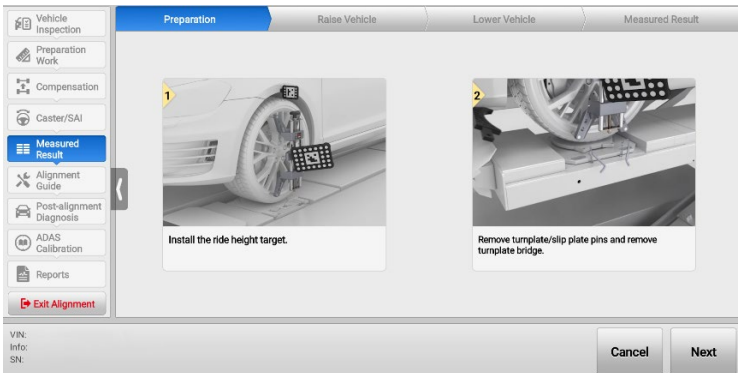 Vehicle
Inspection
Preparation
Work
Compensation
Caster/SAI
Measured
Result
Alignment
Guide
Post-alignment
Diagnosis
ADAS
Calibration
Reports
Exit Alignment
Preparation
Raise Vehicle
Lower Vehicle
Measured Result
1
Install the ride height target.
2
Remove turnplate/slip plate pins and remove
turnplate bridge.
VIN:
Info:
SN:
Cancel
Next